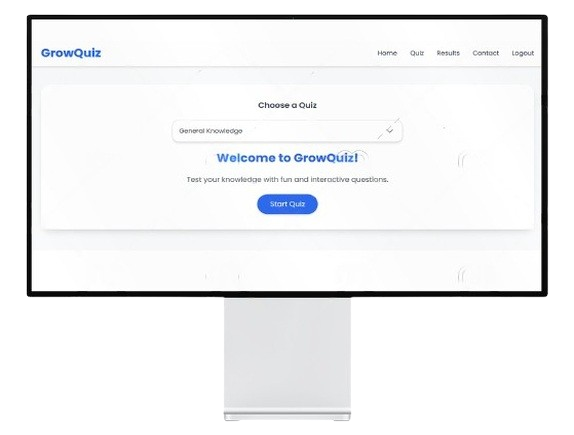 GrowQuiz
Home Quiz Results Contact Logout
Choose a Quiz
General Knowledge
Welcome to GrowQuiz!
Test your knowledge with fun and interactive questions.
Start Quiz